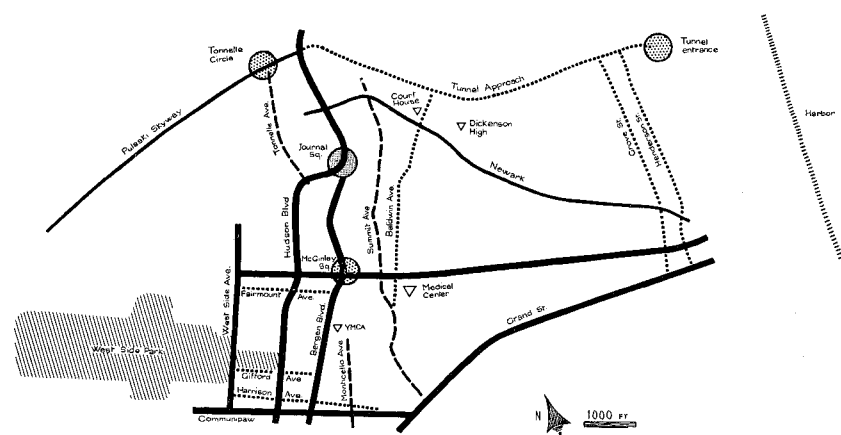 Tonnelle
Circle
Tunnel
entrance
Tunnel Approach
Pulaski Skyway
Tonnelle Ave.
Court
House
Dickenson
High
Grove St.
Henderson St.
Harbor
Journal
Sq.
Newark
Hudson Blvd
Summit Ave
Baldwin Ave.
McGinley
Sq
West Side Ave.
Fairmount Ave.
Medical
Center
Bergen Blvd.
YMCA
Grand St.
West Side Park
Monticello Ave
Gifford Ave
Harrison Ave.
Communipaw
N
1000 FT